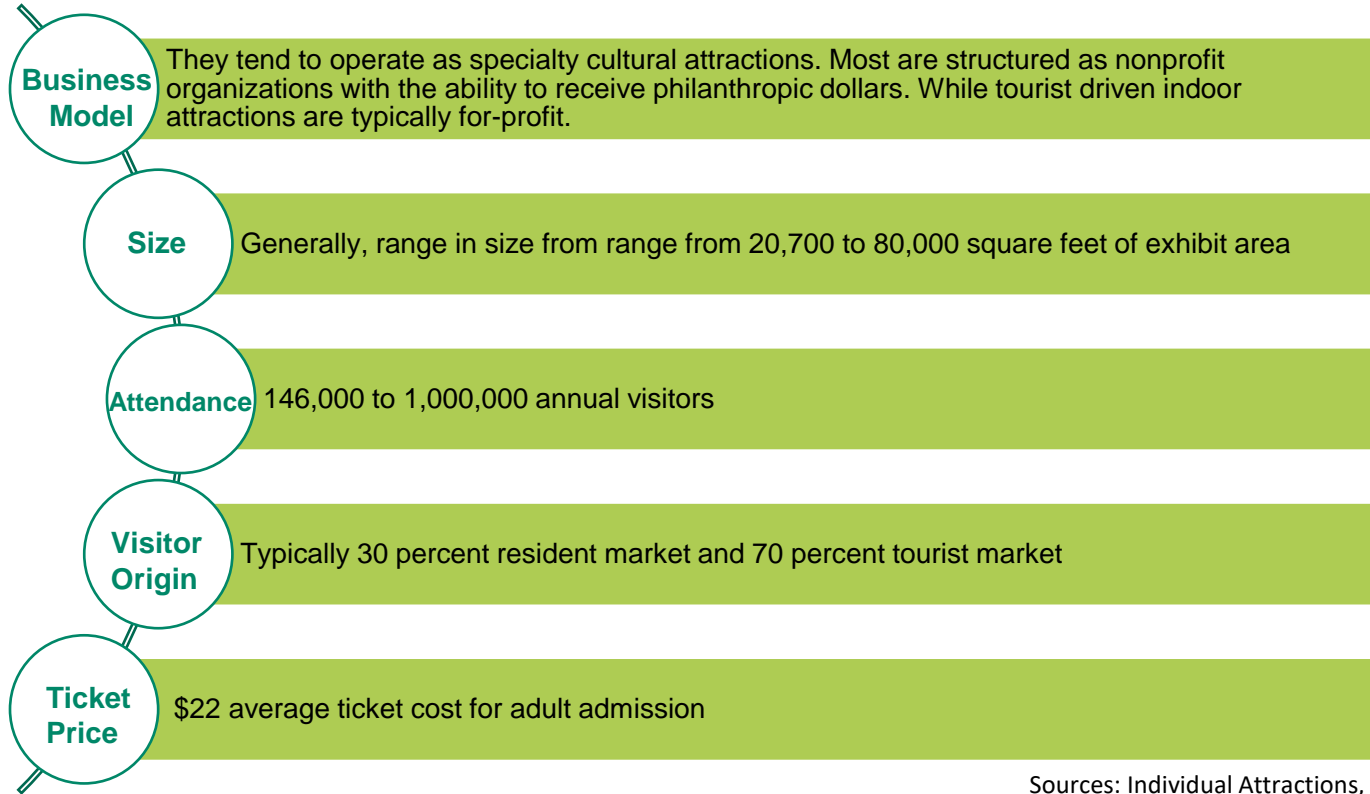 Business
Model
They tend to operate as specialty cultural attractions. Most are structured as nonprofit
organizations with the ability to receive philanthropic dollars. While tourist driven indoor
attractions are typically for-profit.
Size
Generally, range in size from range from 20,700 to 80,000 square feet of exhibit area
Attendance
146,000 to 1,000,000 annual visitors
Visitor
Origin
Typically 30 percent resident market and 70 percent tourist market
Ticket
Price
$22 average ticket cost for adult admission
Sources: Individual Attractions,